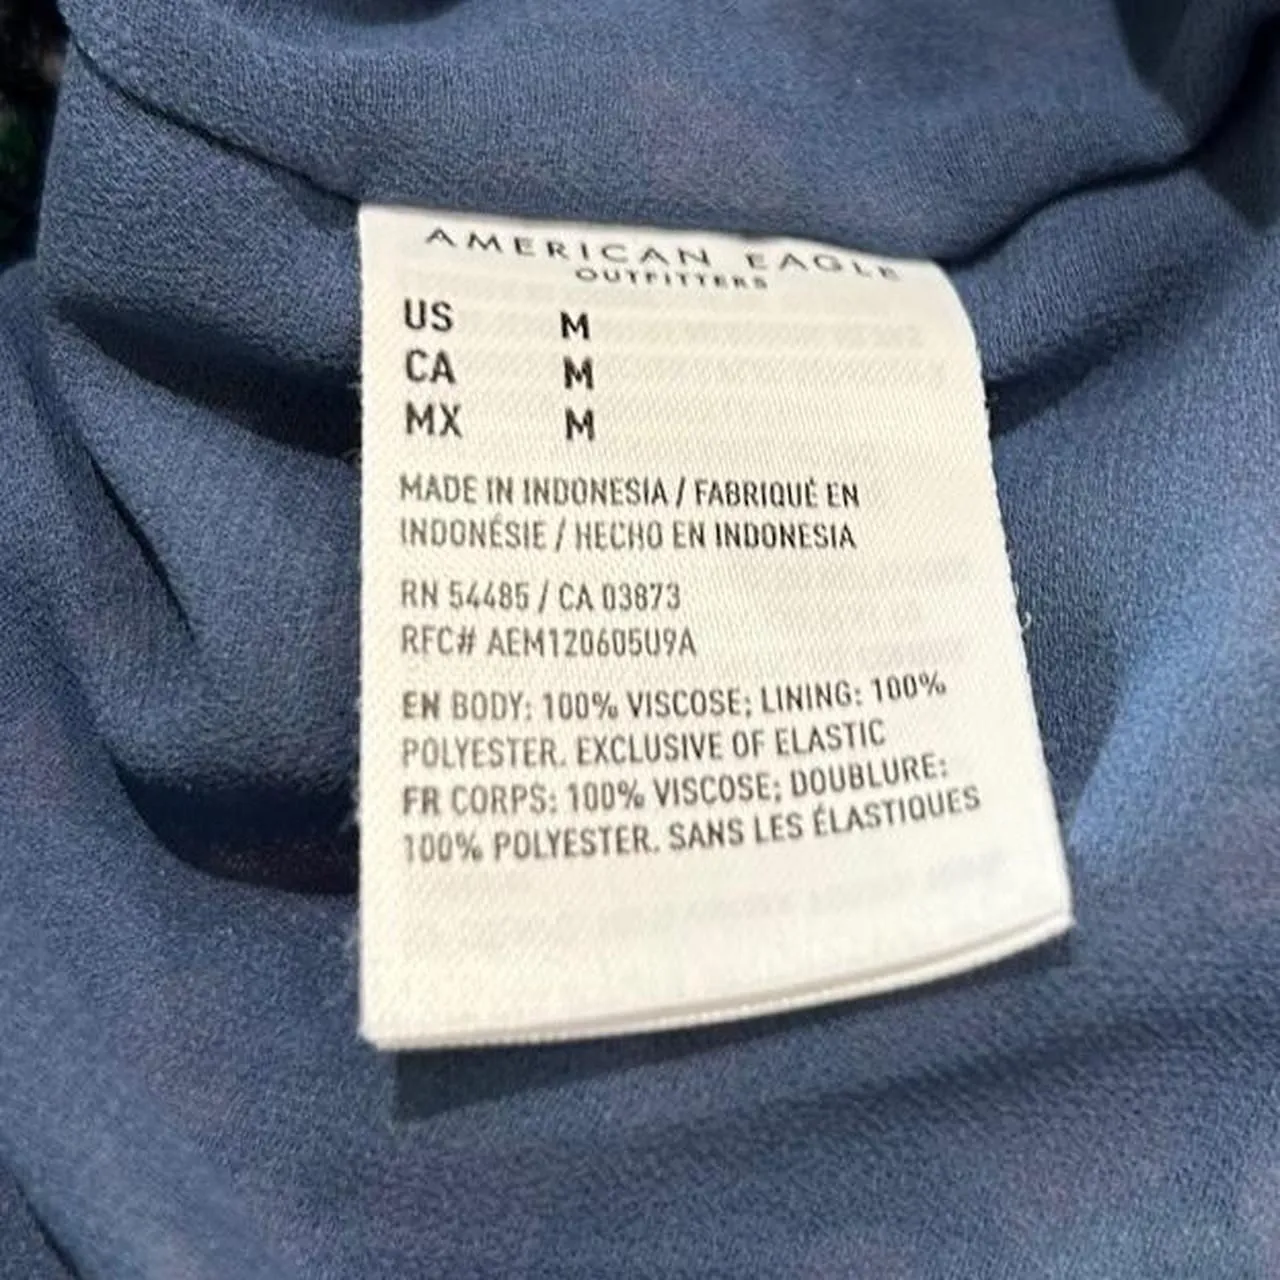 AMERICAN EAGLE
OUTFITTERS
US M
CA M
MX M
MADE IN INDONESIA / FABRIQUÉ EN
INDONÉSIE / HECHO EN INDONESIA
RN 54485 / CA 03873
RFC# AEM120605U9A
EN BODY: 100% VISCOSE; LINING: 100%
POLYESTER. EXCLUSIVE OF ELASTIC
FR CORPS: 100% VISCOSE; DOUBLURE:
100% POLYESTER. SANS LES ÉLASTIQUES